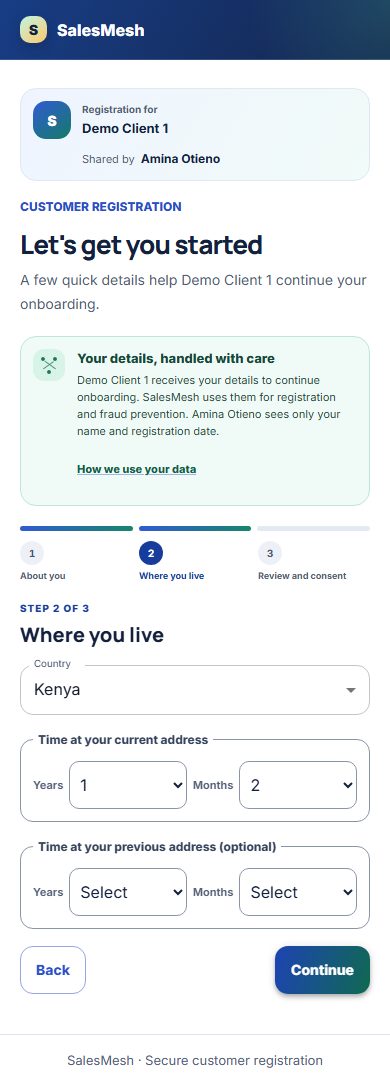 S SalesMesh
S
Registration for
Demo Client 1
Shared by Amina Otieno
CUSTOMER REGISTRATION
Let's get you started
A few quick details help Demo Client 1 continue your
onboarding.
Your details, handled with care
Demo Client 1 receives your details to continue
onboarding. SalesMesh uses them for registration
and fraud prevention. Amina Otieno sees only your
name and registration date.
How we use your data
1 2 3
About you Where you live Review and consent
STEP 2 OF 3
Where you live
Country
Kenya
Time at your current address
Years 1 Months 2
Time at your previous address (optional)
Years Select Months Select
Back Continue
SalesMesh · Secure customer registration